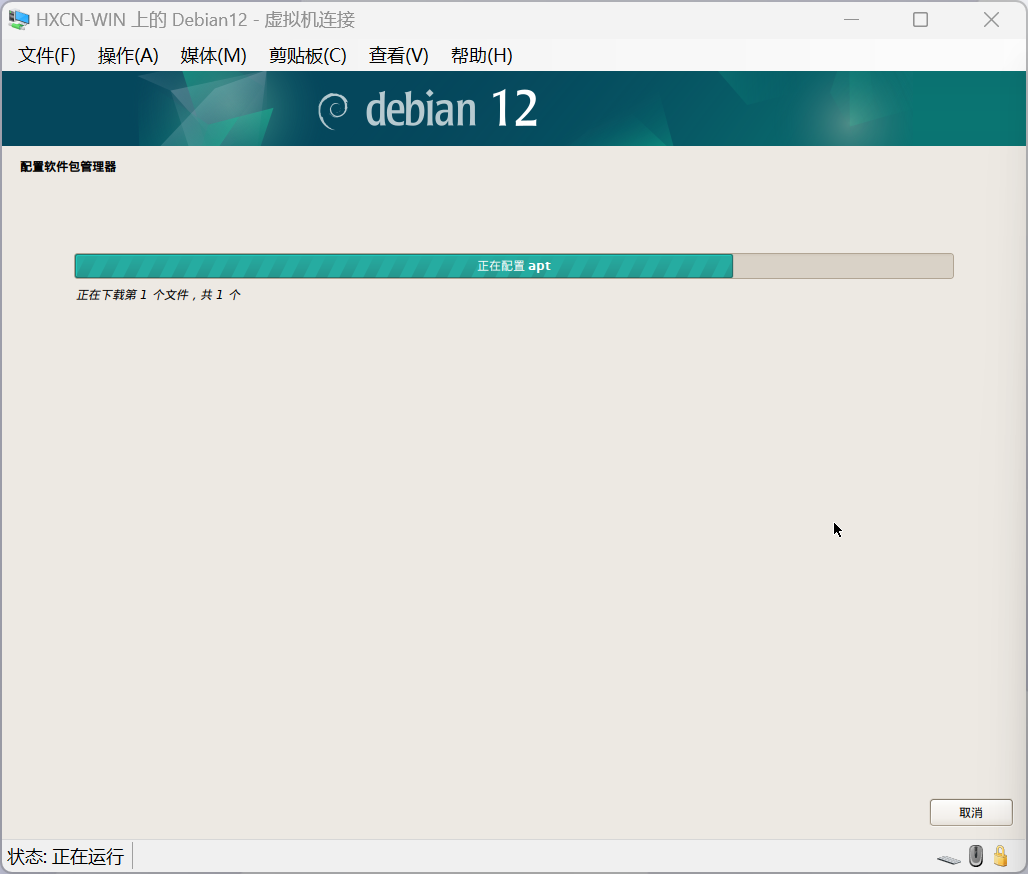 HXCN-WIN 上的 Debian12 - 虚拟机连接
文件(F) 操作(A) 媒体(M) 剪贴板(C) 查看(V) 帮助(H)
debian 12
配置软件包管理器
正在配置 apt
正在下载第 1 个文件，共 1 个
取消
状态: 正在运行